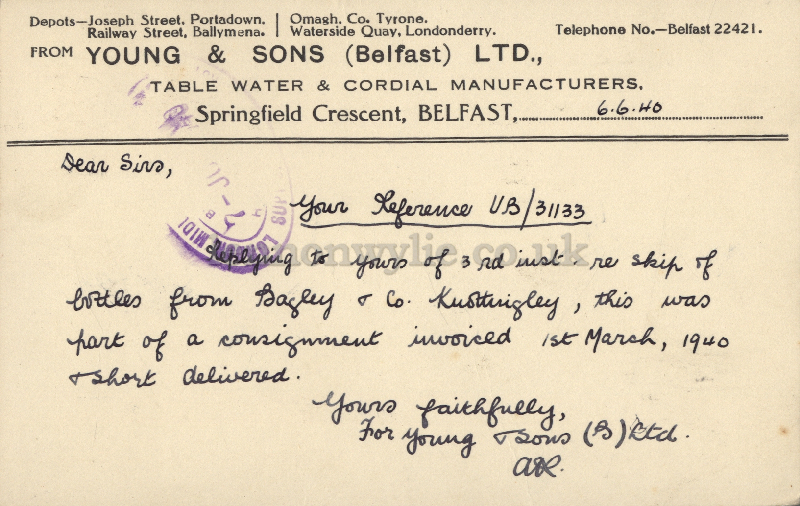 Depots—Joseph Street, Portadown. Omagh, Co. Tyrone.
Railway Street, Ballymena. Waterside Quay, Londonderry.
Telephone No.—Belfast 22421.
FROM YOUNG & SONS (Belfast) LTD.,
TABLE WATER & CORDIAL MANUFACTURERS,
Springfield Crescent, BELFAST, 6.6.40
Dear Sirs,
Your Reference UB/31133
Replying to yours of 3rd inst re skip of
bottles from Bagley & Co. Knottingley, this was
part of a consignment invoiced 1st March, 1940
& short delivered.
Yours faithfully,
For Young & Sons (B) Ltd.